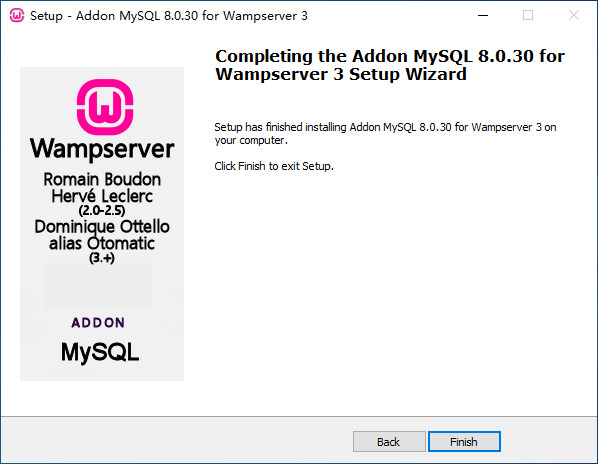 Setup - Addon MySQL 8.0.30 for Wampserver 3
Completing the Addon MySQL 8.0.30 for
Wampserver 3 Setup Wizard
Setup has finished installing Addon MySQL 8.0.30 for Wampserver 3 on
your computer.
Click Finish to exit Setup.
Wampserver
Romain Boudon
Hervé Leclerc
(2.0-2.5)
Dominique Ottello
alias Otomatic
(3.+)
ADDON
MySQL
Back
Finish